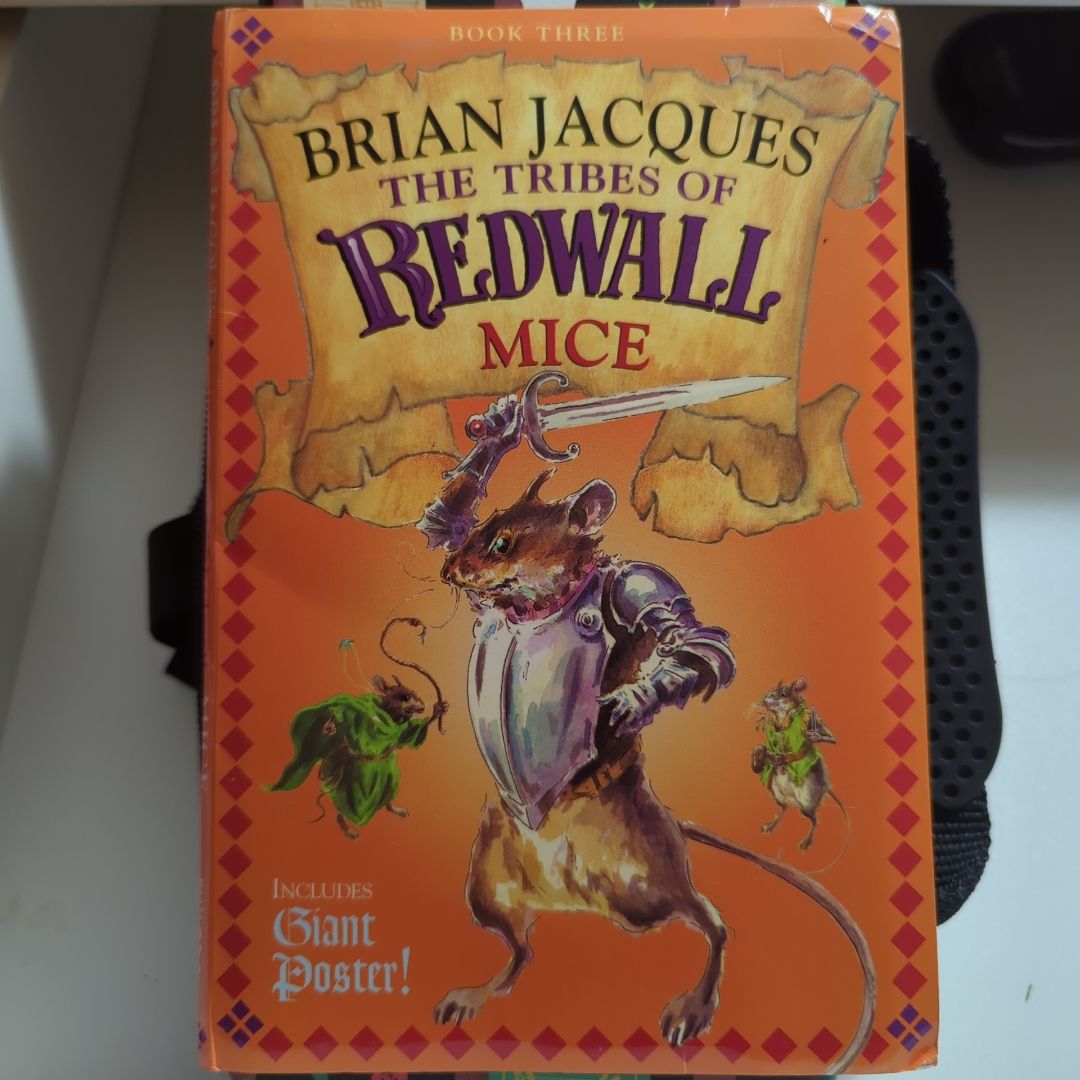 BOOK THREE
BRIAN JACQUES
THE TRIBES OF
REDWALL
MICE
INCLUDES
Giant
Poster!